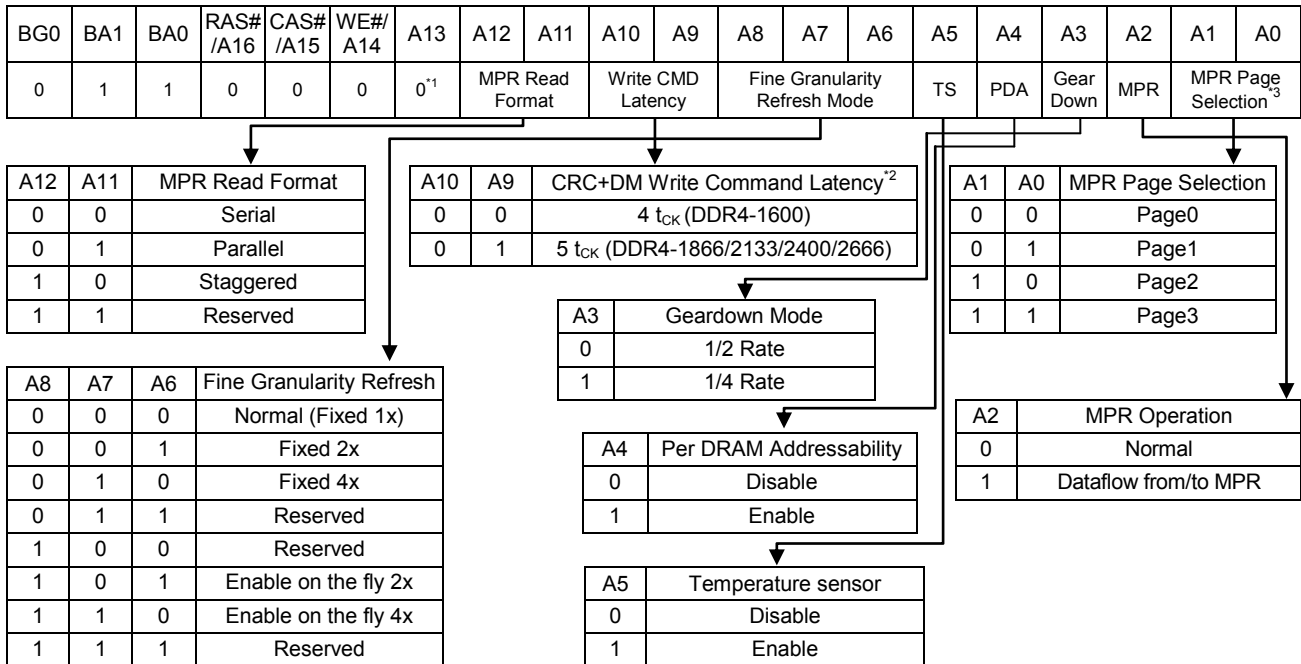 BG0 BA1 BA0 RAS# /A16 CAS# /A15 WE#/ A14 A13 A12 A11 A10 A9 A8 A7 A6 A5 A4 A3 A2 A1 A0
0 1 1 0 0 0 0*1 MPR Read Format Write CMD Latency Fine Granularity Refresh Mode TS PDA Gear Down MPR MPR Page Selection*3
A12 A11 MPR Read Format
0 0 Serial
0 1 Parallel
1 0 Staggered
1 1 Reserved
A10 A9 CRC+DM Write Command Latency*2
0 0 4 tCK (DDR4-1600)
0 1 5 tCK (DDR4-1866/2133/2400/2666)
A1 A0 MPR Page Selection
0 0 Page0
0 1 Page1
1 0 Page2
1 1 Page3
A3 Geardown Mode
0 1/2 Rate
1 1/4 Rate
A8 A7 A6 Fine Granularity Refresh
0 0 0 Normal (Fixed 1x)
0 0 1 Fixed 2x
0 1 0 Fixed 4x
0 1 1 Reserved
1 0 0 Reserved
1 0 1 Enable on the fly 2x
1 1 0 Enable on the fly 4x
1 1 1 Reserved
A4 Per DRAM Addressability
0 Disable
1 Enable
A2 MPR Operation
0 Normal
1 Dataflow from/to MPR
A5 Temperature sensor
0 Disable
1 Enable